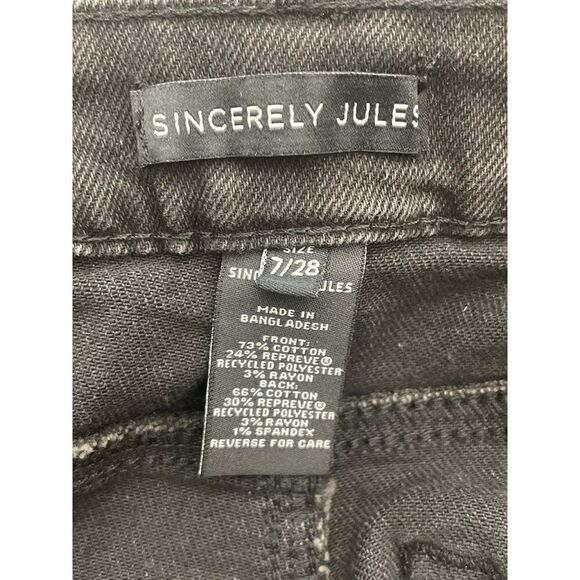 SINCERELY JULES
SIZE
7/28
JULES
MADE IN
BANGLADESH
FRONT:
73% COTTON
24% REPREVE®
RECYCLED POLYESTER
3% RAYON
BACK:
66% COTTON
30% REPREVE®
RECYCLED POLYESTER
3% RAYON
1% SPANDEX
REVERSE FOR CARE